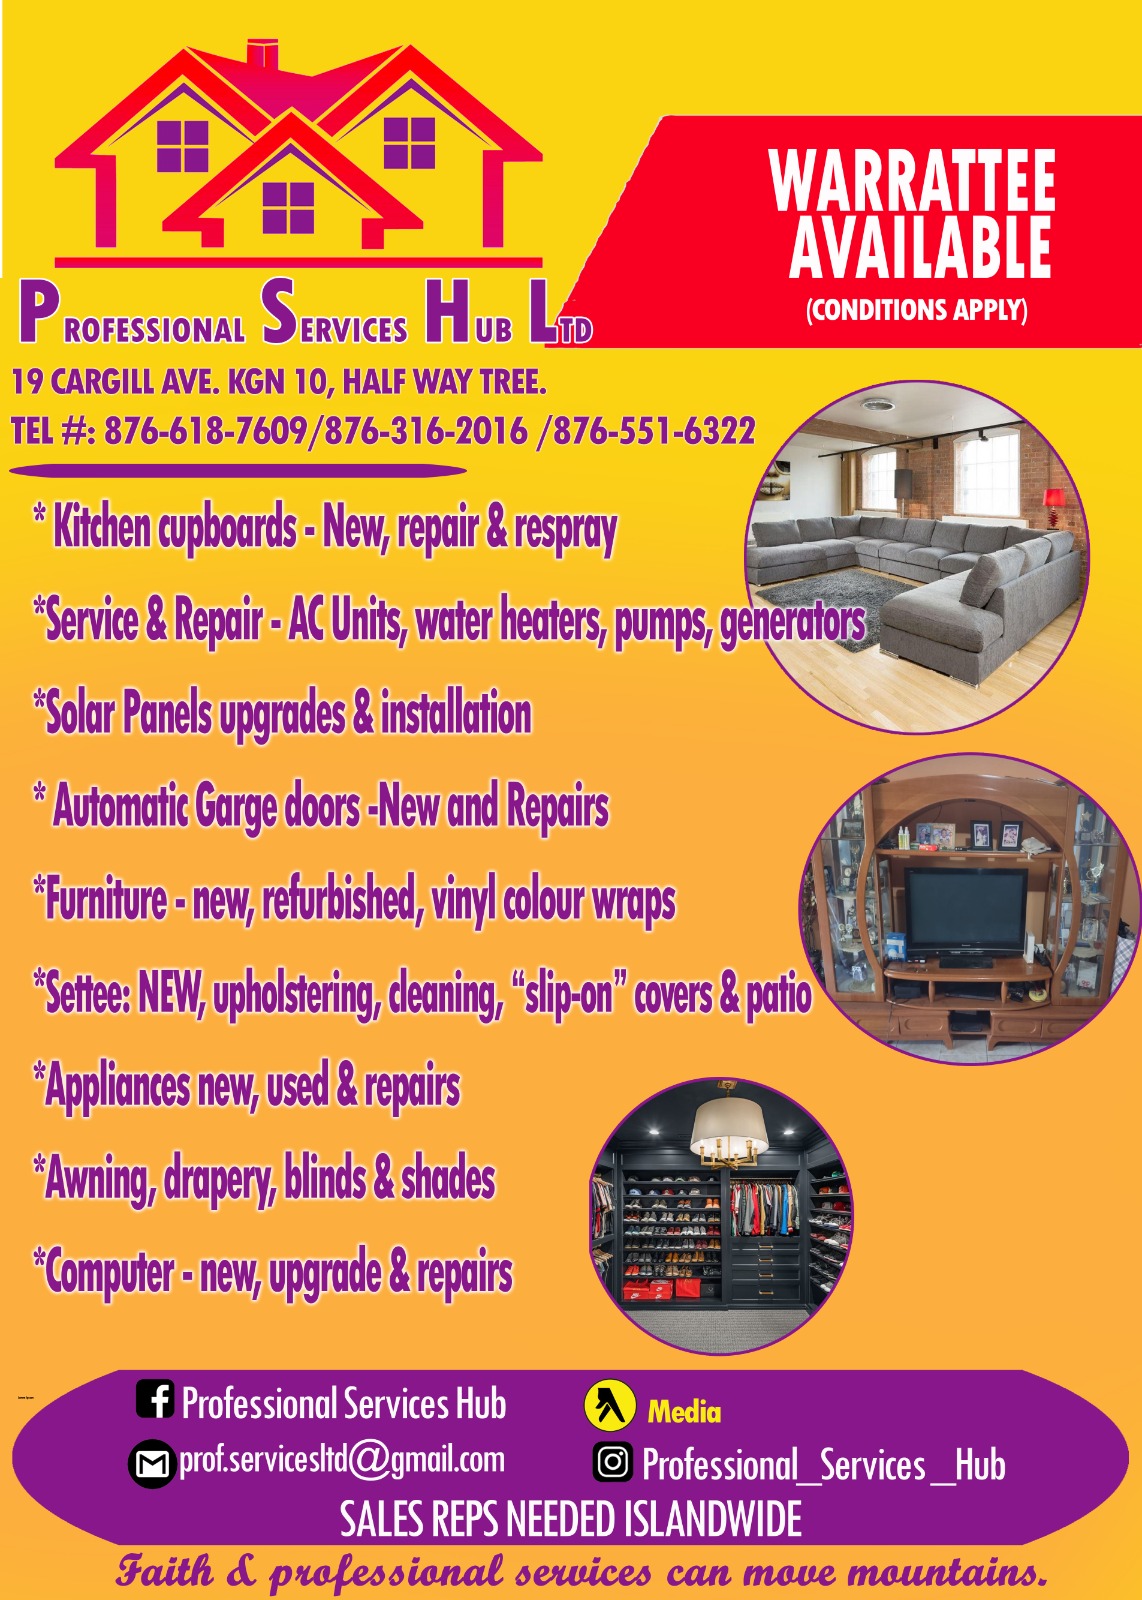 WARRATTEE
AVAILABLE
(CONDITIONS APPLY)
PROFESSIONAL SERVICES HUB LTD
19 CARGILL AVE. KGN 10, HALF WAY TREE.
TEL #: 876-618-7609/876-316-2016 /876-551-6322
* Kitchen cupboards - New, repair & respray
*Service & Repair - AC Units, water heaters, pumps, generators
*Solar Panels upgrades & installation
* Automatic Garge doors -New and Repairs
*Furniture - new, refurbished, vinyl colour wraps
*Settee: NEW, upholstering, cleaning, “slip-on” covers & patio
*Appliances new, used & repairs
*Awning, drapery, blinds & shades
*Computer - new, upgrade & repairs
Professional Services Hub
Media
prof.servicesltd@gmail.com
Professional_Services_Hub
SALES REPS NEEDED ISLANDWIDE
Faith & professional services can move mountains.